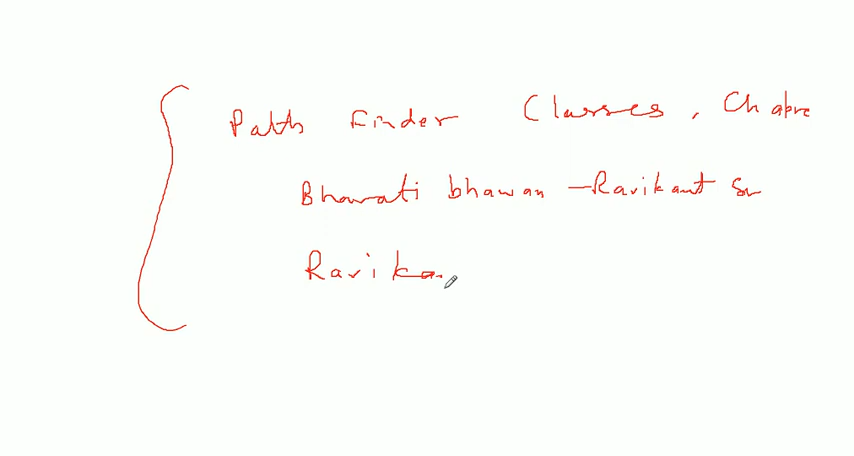 Path Finder Classes, Chapra
Bharati bhawan - Ravikant Sir
Ravika